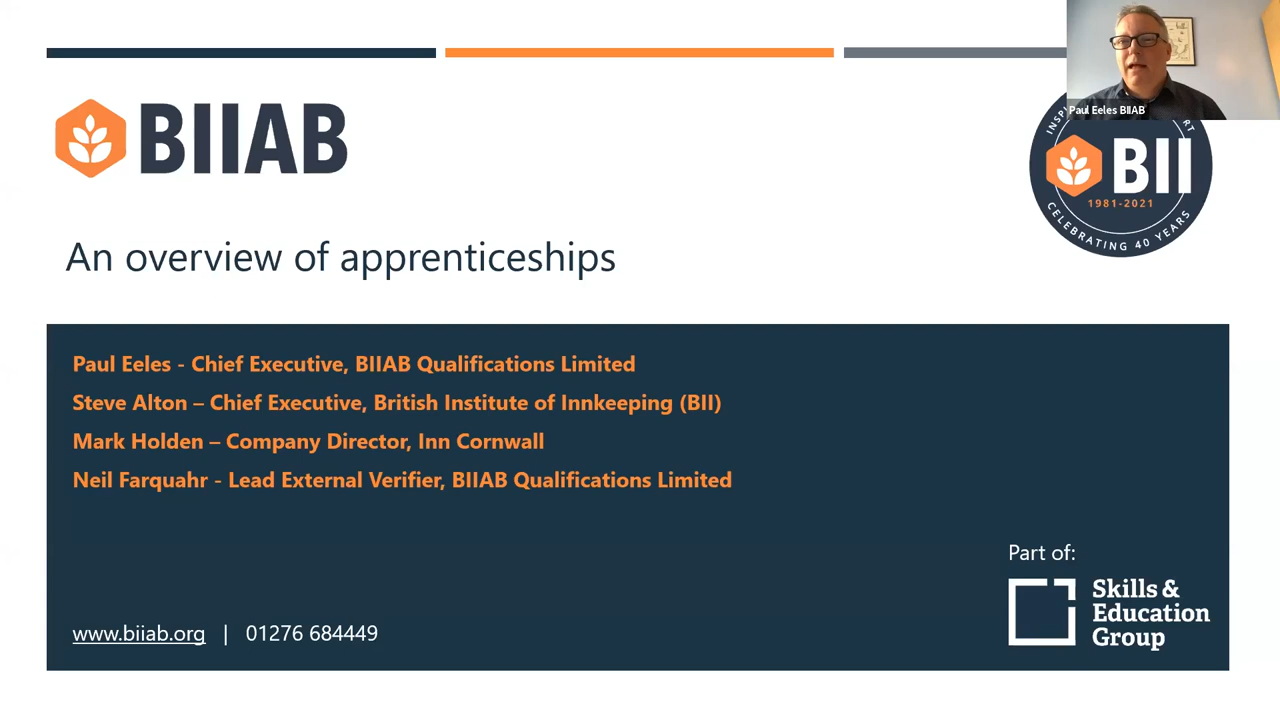 Paul Eeles BIIAB
BIIAB
BII
1981-2021
CELEBRATING 40 YEARS
An overview of apprenticeships
Paul Eeles - Chief Executive, BIIAB Qualifications Limited
Steve Alton – Chief Executive, British Institute of Innkeeping (BII)
Mark Holden – Company Director, Inn Cornwall
Neil Farquahr - Lead External Verifier, BIIAB Qualifications Limited
Part of:
Skills &
Education
Group
www.biiab.org | 01276 684449